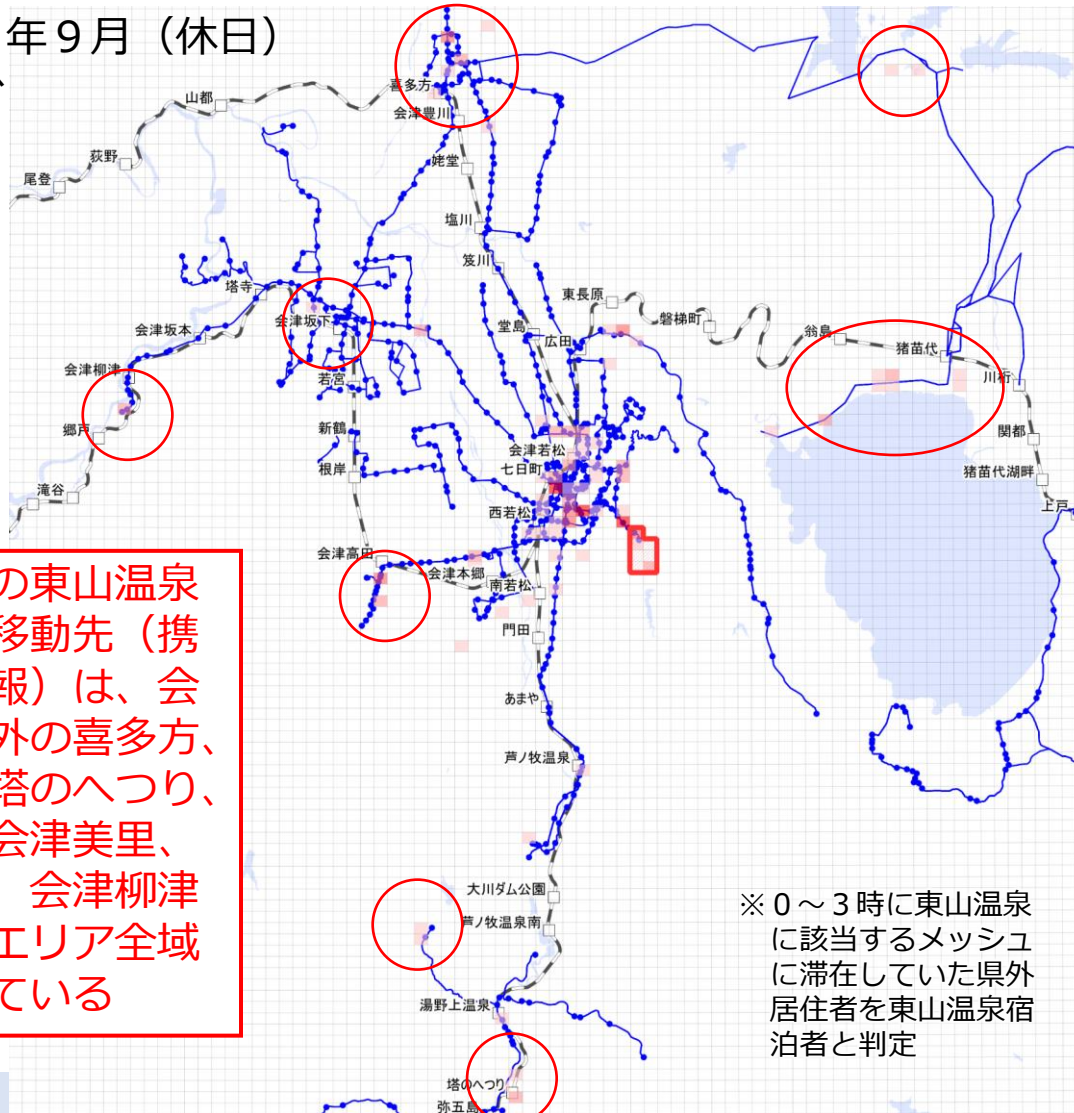 年９月（休日）
喜多方
山都
会津豊川
荻野
姥堂
尾登
塩川
笈川
塔寺
東長原
会津坂下
磐梯町
会津坂本
堂島
翁島
広田
猪苗代
会津柳津
若宮
川桁
郷戸
新鶴
会津若松
関都
七日町
根岸
猪苗代湖畔
滝谷
西若松
上戸
会津高田
会津本郷
南若松
門田
の東山温泉
移動先（携
報）は、会
外の喜多方、
塔のへつり、
会津美里、
会津柳津
エリア全域
ている
あまや
芦ノ牧温泉
大川ダム公園
芦ノ牧温泉南
湯野上温泉
塔のへつり
弥五島
※０～３時に東山温泉
に該当するメッシュ
に滞在していた県外
居住者を東山温泉宿
泊者と判定